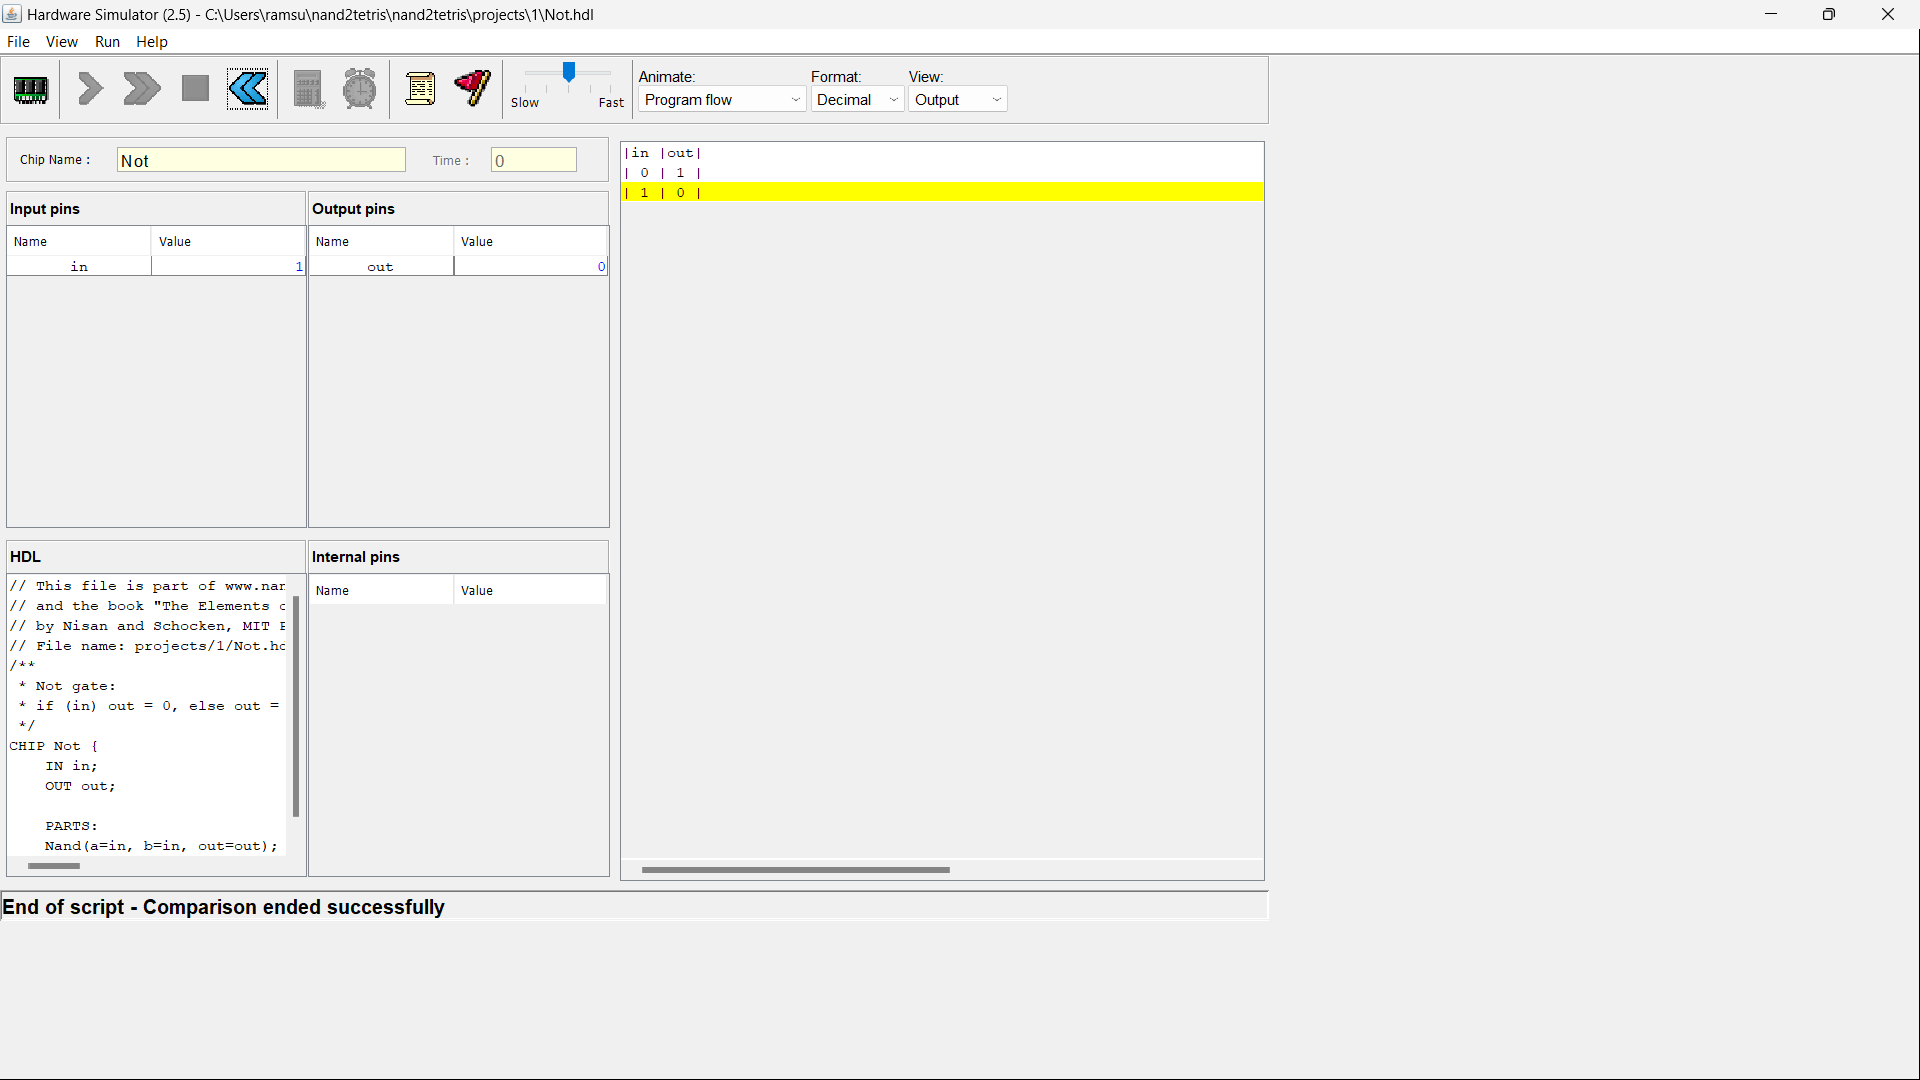 Hardware Simulator (2.5) - C:\Users\ramsu\nand2tetris\nand2tetris\projects\1\Not.hdl
File View Run Help
Slow Fast
Animate: Format: View:
Program flow Decimal Output
Chip Name : Not Time : 0
Input pins
Name Value
in 1
Output pins
Name Value
out 0
HDL
// This file is part of www.nan
// and the book "The Elements o
// by Nisan and Schocken, MIT P
// File name: projects/1/Not.hd
/**
* Not gate:
* if (in) out = 0, else out =
*/
CHIP Not {
IN in;
OUT out;
PARTS:
Nand(a=in, b=in, out=out);
Internal pins
Name Value
|in |out|
| 0 | 1 |
| 1 | 0 |
End of script - Comparison ended successfully